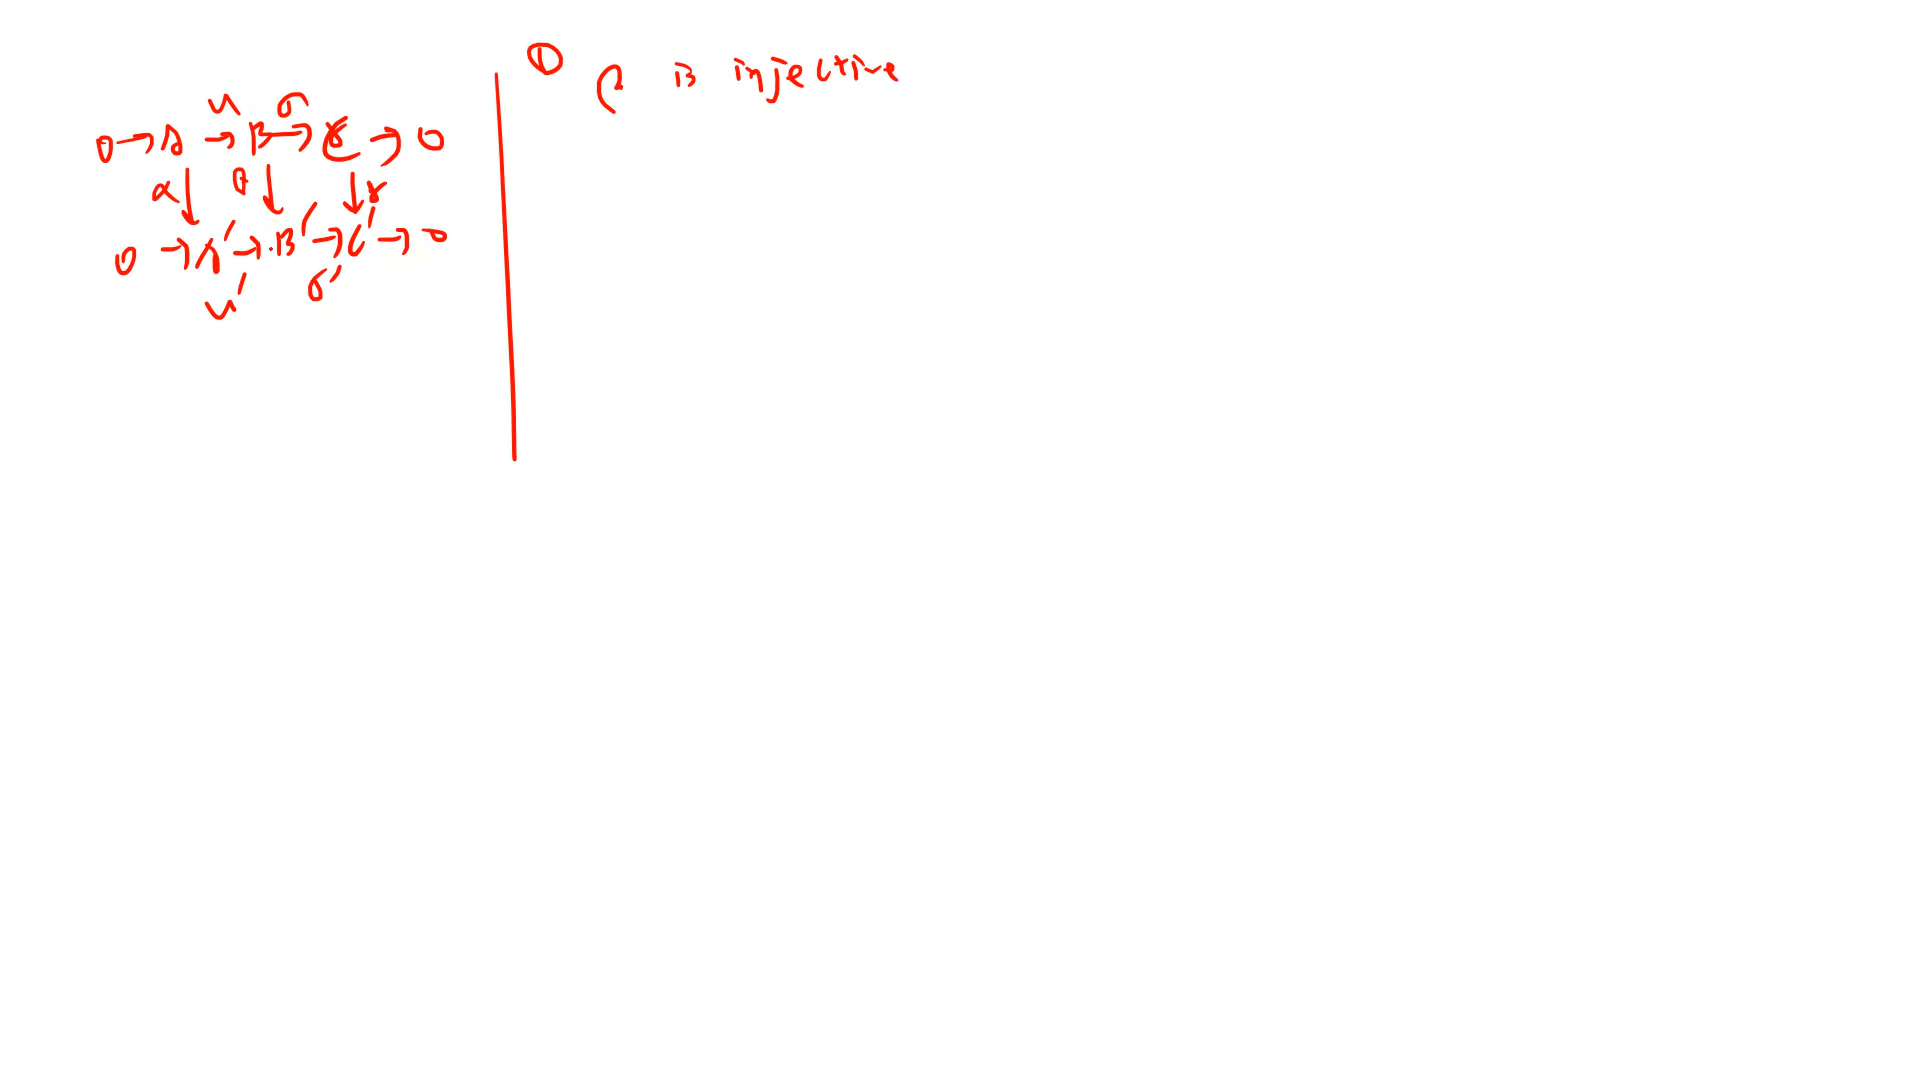 u σ
0 → A → B → C → 0
α β γ
0 → A' → B' → C' → 0
u' σ'
① β is injective